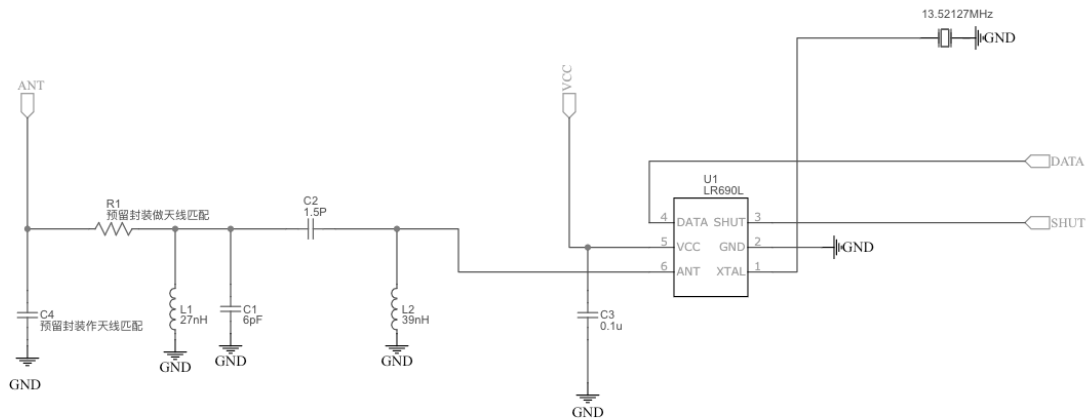 13.52127MHz
GND
ANT
VCC
DATA
U1
LR690L
R1
预留封装做天线匹配
C2
1.5P
4 DATA SHUT 3
SHUT
5 VCC GND 2
GND
6 ANT XTAL 1
C4
预留封装作天线匹配
L1
27nH
C1
6pF
L2
39nH
C3
0.1u
GND
GND
GND
GND
GND